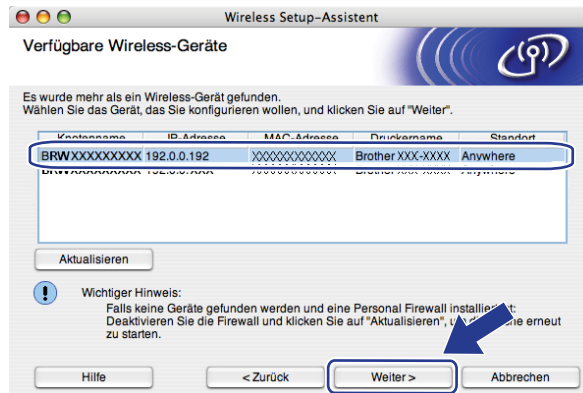 Wireless Setup-Assistent
Verfügbare Wireless-Geräte
Es wurde mehr als ein Wireless-Gerät gefunden.
Wählen Sie das Gerät, das Sie konfigurieren wollen, und klicken Sie auf "Weiter".
Knotenname IP-Adresse MAC-Adresse Druckername Standort
BRWXXXXXXXXX 192.0.0.192 XXXXXXXXXXXX Brother XXX-XXXX Anywhere
Aktualisieren
Wichtiger Hinweis:
Falls keine Geräte gefunden werden und eine Personal Firewall
Deaktivieren Sie die Firewall und klicken Sie auf "Aktualisieren", erneut
zu starten.
Hilfe < Zurück Weiter > Abbrechen